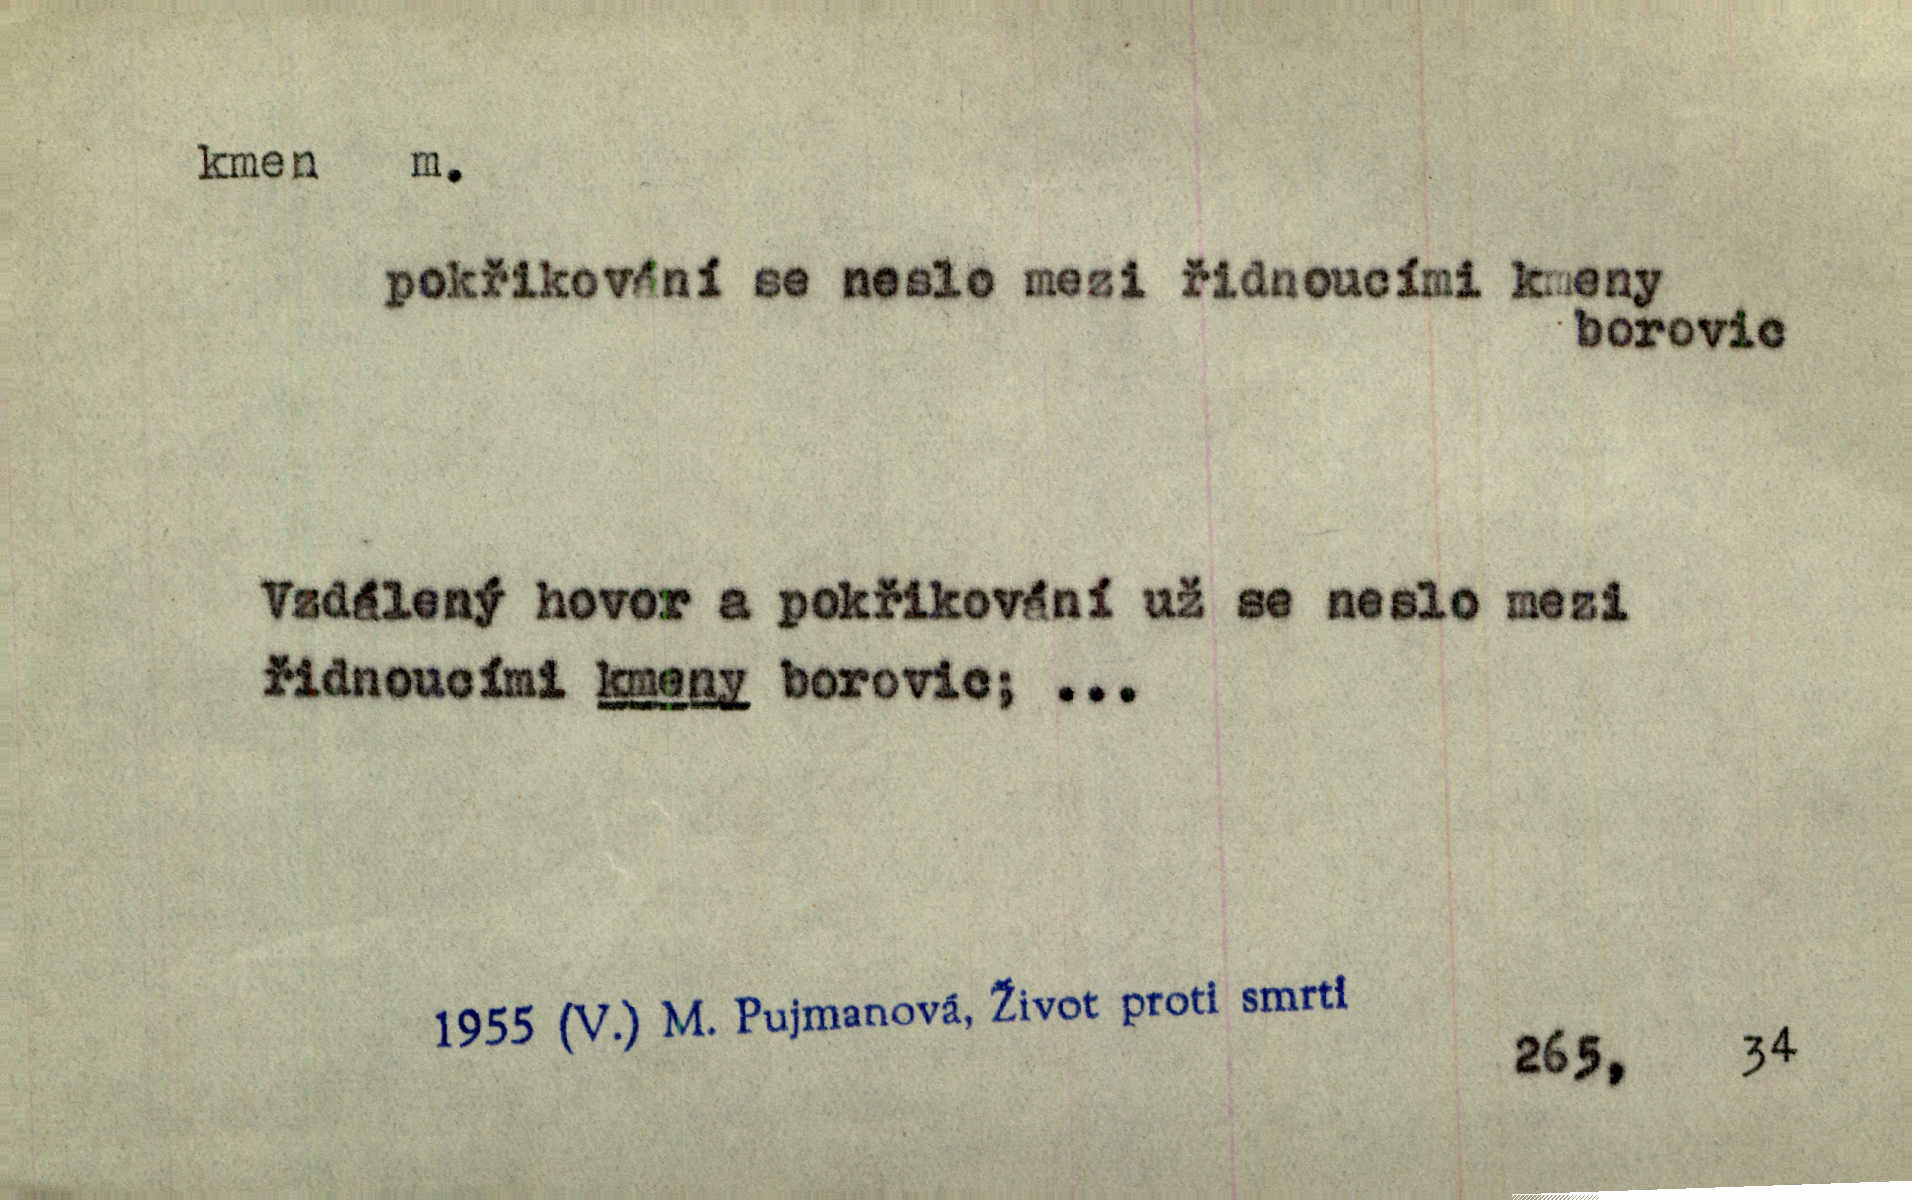 kmen m.
pokřikování se neslo mezi řidnoucími kmeny
borovic
Vzdálený hovor a pokřikování už se neslo mezi
řidnoucími kmeny borovic; ...
1955 (V.) M. Pujmanová, Život proti smrti
265, 34